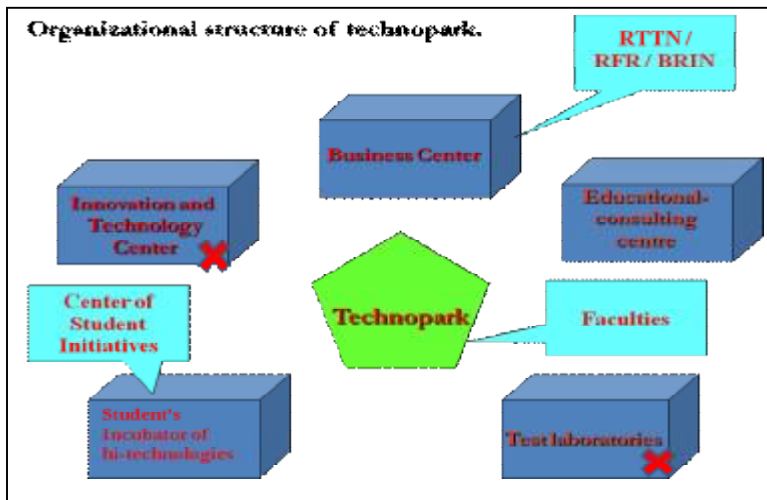 Organizational structure of technopark.
RTTN /
RFR / BRIN
Business Center
Innovation and
Technology
Center
Educational-
consulting
centre
Center of
Student
Initiatives
Technopark
Faculties
Student's
Incubator of
hi-technologies
Test laboratories